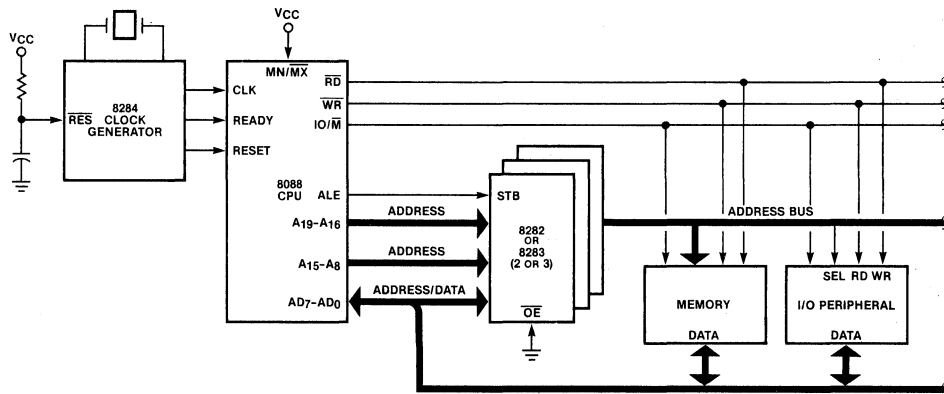 VCC
8284
CLOCK
GENERATOR
RES
VCC
MN/MX
CLK
READY
RESET
8088
CPU
RD
WR
IO/M
ALE
A19-A16
A15-A8
AD7-AD0
ADDRESS
ADDRESS
ADDRESS/DATA
STB
8282
OR
8283
(2 OR 3)
OE
ADDRESS BUS
MEMORY
DATA
SEL RD WR
I/O PERIPHERAL
DATA